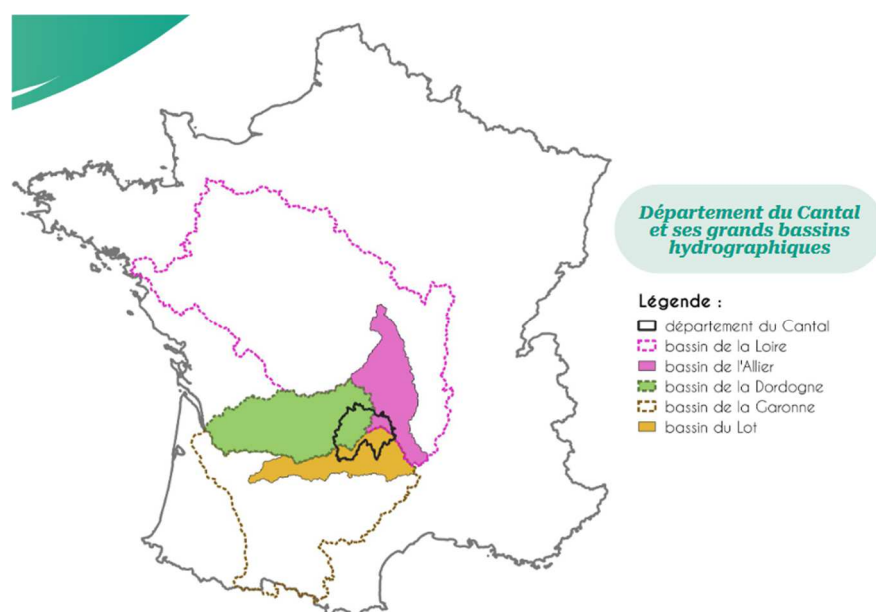 Département du Cantal
et ses grands bassins
hydrographiques
Légende :
département du Cantal
bassin de la Loire
bassin de l'Allier
bassin de la Dordogne
bassin de la Garonne
bassin du Lot